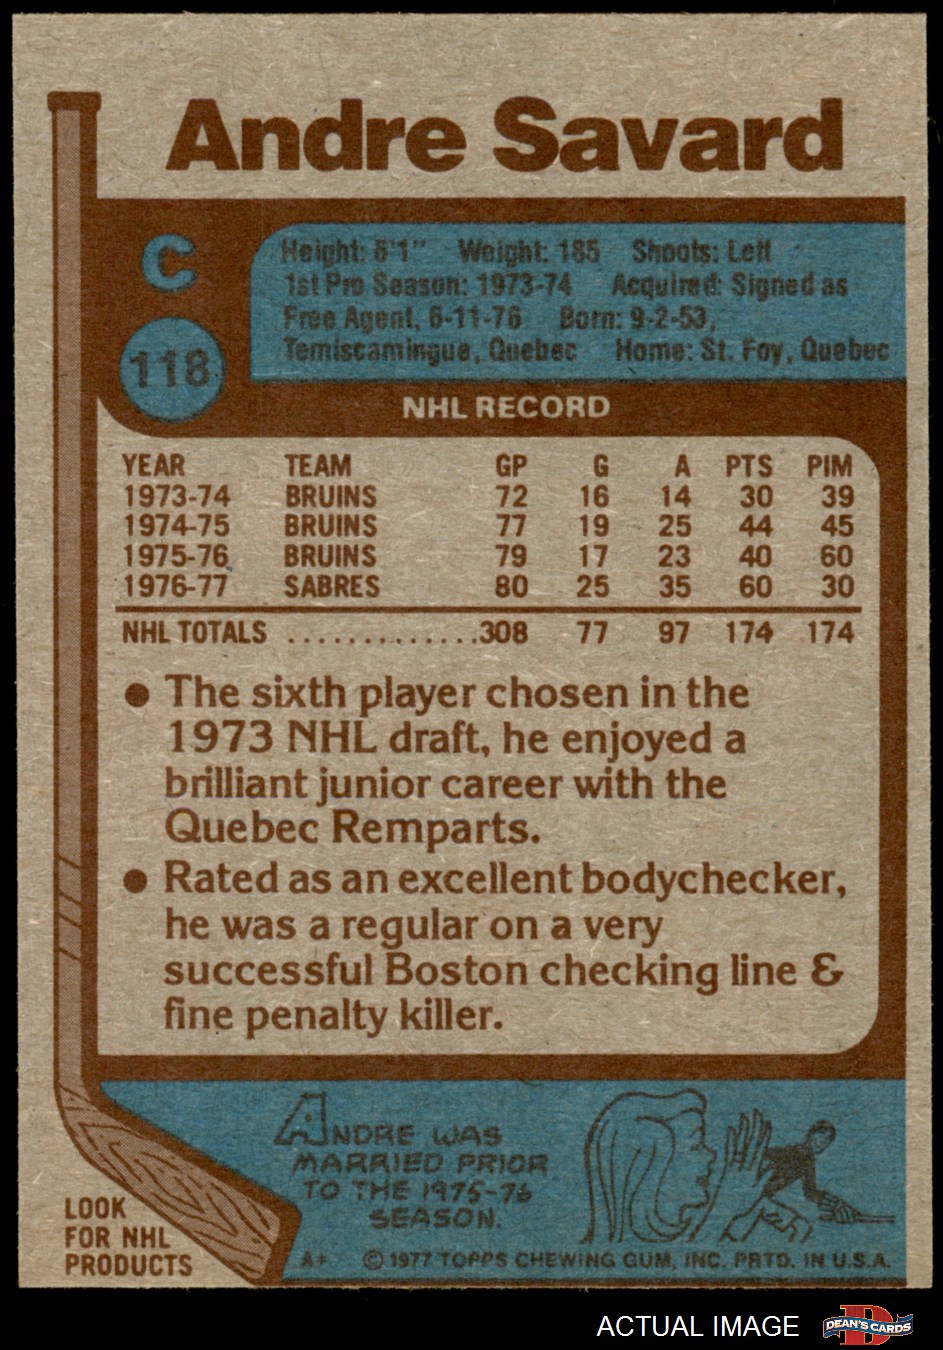 Andre Savard
C
118
Height: 6'1" Weight: 185 Shoots: Left
1st Pro Season: 1973-74 Acquired: Signed as
Free Agent, 6-11-76 Born: 9-2-53,
Temiscamingue, Quebec Home: St. Foy, Quebec
NHL RECORD
YEAR TEAM GP G A PTS PIM
1973-74 BRUINS 72 16 14 30 39
1974-75 BRUINS 77 19 25 44 45
1975-76 BRUINS 79 17 23 40 60
1976-77 SABRES 80 25 35 60 30
NHL TOTALS .............308 77 97 174 174
● The sixth player chosen in the
1973 NHL draft, he enjoyed a
brilliant junior career with the
Quebec Remparts.
● Rated as an excellent bodychecker,
he was a regular on a very
successful Boston checking line &
fine penalty killer.
ANDRE WAS
MARRIED PRIOR
TO THE 1975-76
SEASON.
LOOK
FOR NHL
PRODUCTS
A+ © 1977 TOPPS CHEWING GUM, INC. PRTD. IN U.S.A.
ACTUAL IMAGE
DEAN'S CARDS